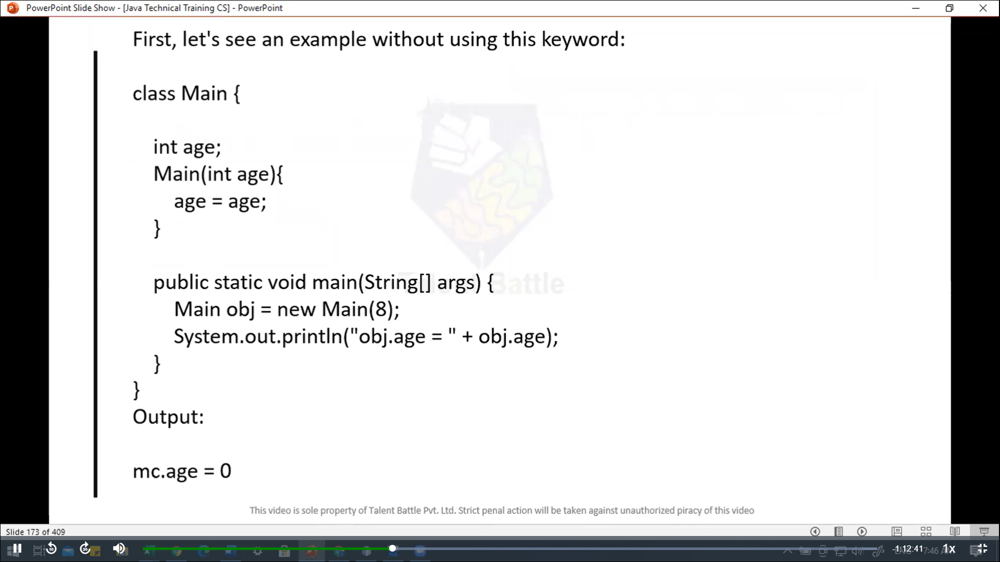 PowerPoint Slide Show - [Java Technical Training CS] - PowerPoint
First, let's see an example without using this keyword:
class Main {
int age;
Main(int age){
age = age;
}
public static void main(String[] args) {
Main obj = new Main(8);
System.out.println("obj.age = " + obj.age);
}
}
Output:
mc.age = 0
This video is sole property of Talent Battle Pvt. Ltd. Strict penal action will be taken against unauthorized piracy of this video
Slide 173 of 409
10
30
-1:12:41
1x